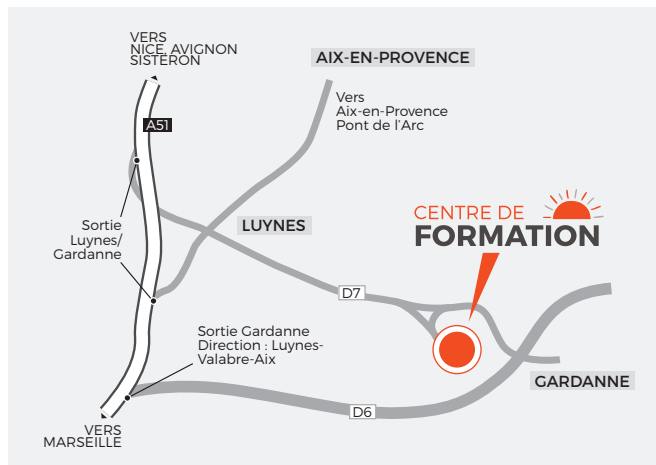 VERS
NICE, AVIGNON
SISTERON
AIX-EN-PROVENCE
Vers
Aix-en-Provence
Pont de l'Arc
A51
Sortie
Luynes/
Gardanne
LUYNES
CENTRE DE
FORMATION
D7
Sortie Gardanne
Direction : Luynes-
Valabre-Aix
GARDANNE
D6
VERS
MARSEILLE